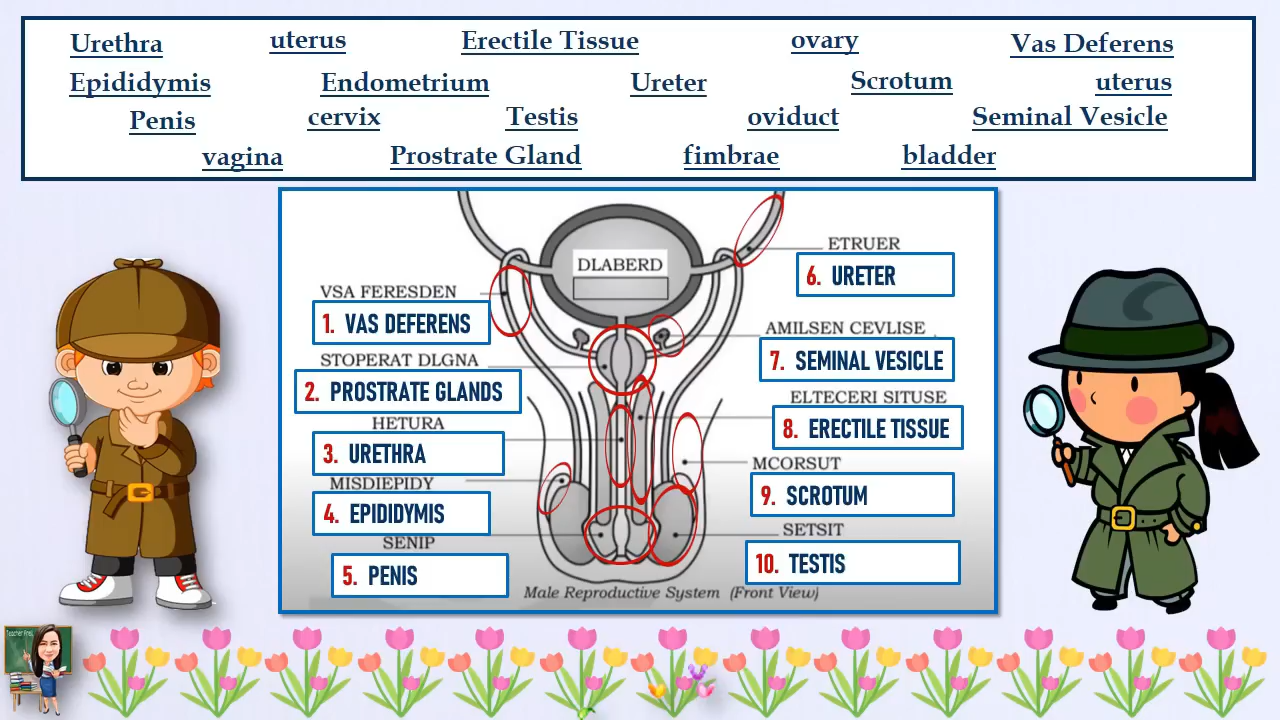 Urethra uterus Erectile Tissue ovary Vas Deferens
Epididymis Endometrium Ureter Scrotum uterus
Penis cervix Testis oviduct Seminal Vesicle
vagina Prostrate Gland fimbrae bladder
DLABERD
VSA FERESDEN
1. VAS DEFERENS
STOPERAT DLGNA
2. PROSTRATE GLANDS
HETURA
3. URETHRA
MISDIEPIDY
4. EPIDIDYMIS
SENIP
5. PENIS
ETRUER
6. URETER
AMILSEN CEVLISE
7. SEMINAL VESICLE
ELTECERI SITUSE
8. ERECTILE TISSUE
MCORSUT
9. SCROTUM
SETSIT
10. TESTIS
Male Reproductive System (Front View)